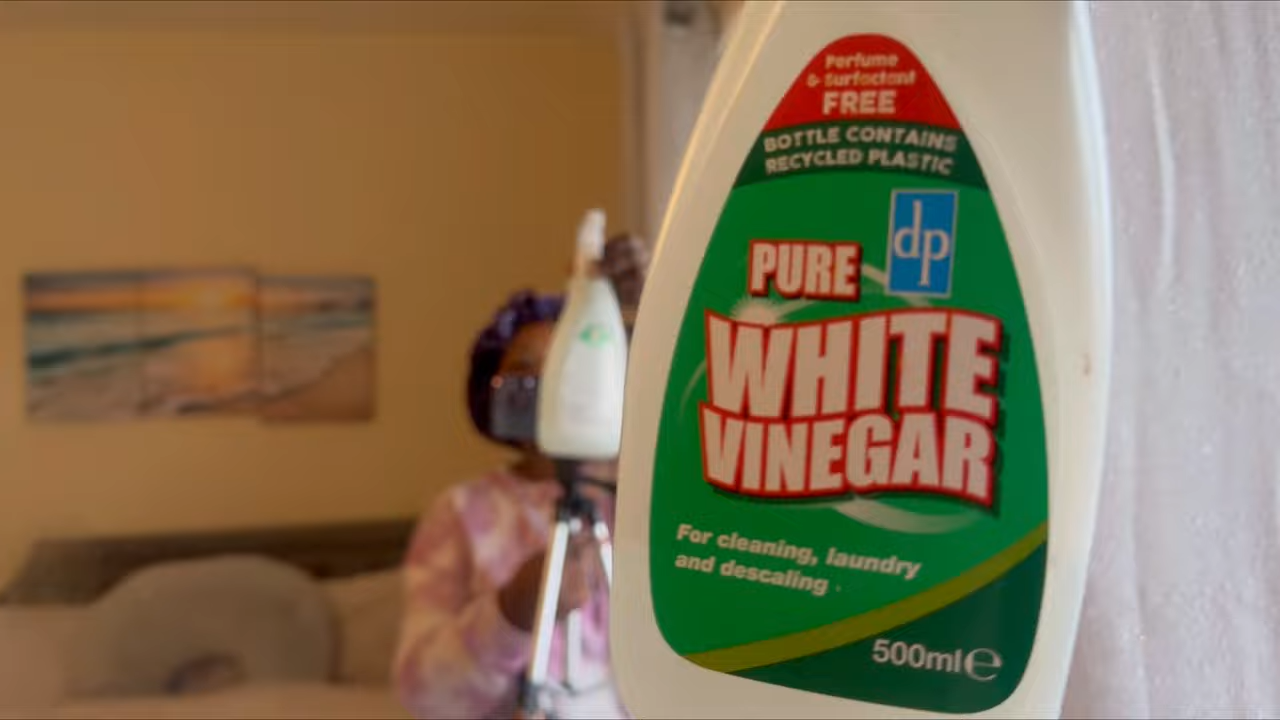 Perfume
& Surfactant
FREE
BOTTLE CONTAINS
RECYCLED PLASTIC
dp
PURE
WHITE
VINEGAR
For cleaning, laundry
and descaling
500ml℮